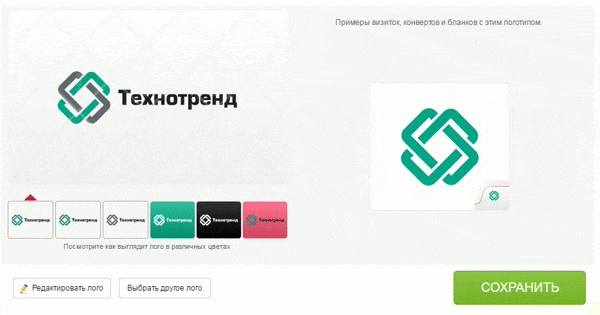 Примеры визиток, конвертов и бланков с этим логотипом.
Технотренд
Технотренд
Технотренд
Технотренд
Технотренд
Технотренд
Технотренд
Посмотрите как выглядит лого в различных цветах
Редактировать лого
Выбрать другое лого
СОХРАНИТЬ